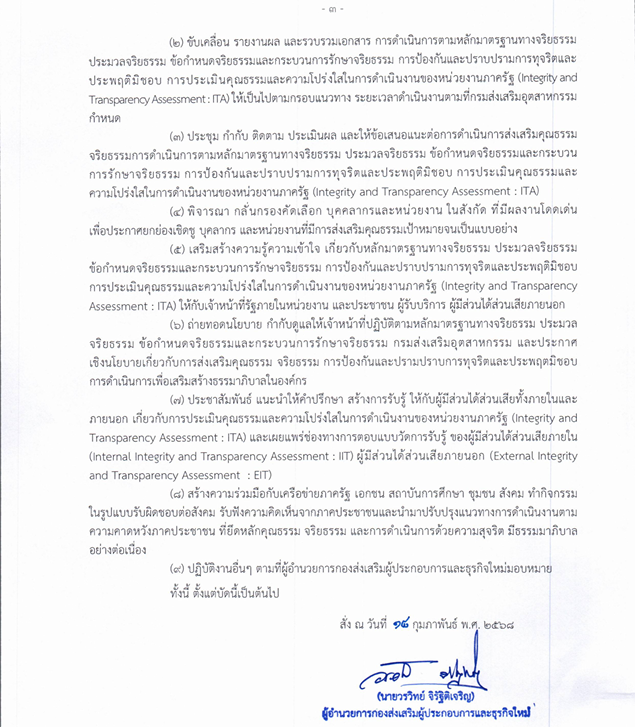 - ๓ -
(๒) ขับเคลื่อน รายงานผล และรวบรวมเอกสาร การดำเนินการตามหลักมาตรฐานทางจริยธรรม
ประมวลจริยธรรม ข้อกำหนดจริยธรรมและกระบวนการรักษาจริยธรรม การป้องกันและปราบปรามการทุจริตและ
ประพฤติมิชอบ การประเมินคุณธรรมและความโปร่งใสในการดำเนินงานของหน่วยงานภาครัฐ (Integrity and
Transparency Assessment : ITA) ให้เป็นไปตามกรอบแนวทาง ระยะเวลาดำเนินงานตามที่กรมส่งเสริมอุตสาหกรรม
กำหนด
(๓) ประชุม กำกับ ติดตาม ประเมินผล และให้ข้อเสนอแนะต่อการดำเนินการส่งเสริมคุณธรรม
จริยธรรมการดำเนินการตามหลักมาตรฐานทางจริยธรรม ประมวลจริยธรรม ข้อกำหนดจริยธรรมและกระบวน
การรักษาจริยธรรม การป้องกันและปราบปรามการทุจริตและประพฤติมิชอบ การประเมินคุณธรรมและ
ความโปร่งใสในการดำเนินงานของหน่วยงานภาครัฐ (Integrity and Transparency Assessment : ITA)
(๔) พิจารณา กลั่นกรองคัดเลือก บุคคลากรและหน่วยงาน ในสังกัด ที่มีผลงานโดดเด่น
เพื่อประกาศยกย่องเชิดชู บุคลากร และหน่วยงานที่มีการส่งเสริมคุณธรรมเป้าหมายจนเป็นแบบอย่าง
(๕) เสริมสร้างความรู้ความเข้าใจ เกี่ยวกับหลักมาตรฐานทางจริยธรรม ประมวลจริยธรรม
ข้อกำหนดจริยธรรมและกระบวนการรักษาจริยธรรม การป้องกันและปราบปรามการทุจริตและประพฤติมิชอบ
การประเมินคุณธรรมและความโปร่งใสในการดำเนินงานของหน่วยงานภาครัฐ (Integrity and Transparency
Assessment : ITA) ให้กับเจ้าหน้าที่รัฐภายในหน่วยงาน และประชาชน ผู้รับบริการ ผู้มีส่วนได้ส่วนเสียภายนอก
(๖) ถ่ายทอดนโยบาย กำกับดูแลให้เจ้าหน้าที่ปฏิบัติตามหลักมาตรฐานทางจริยธรรม ประมวล
จริยธรรม ข้อกำหนดจริยธรรมและกระบวนการรักษาจริยธรรม กรมส่งเสริมอุตสาหกรรม และประกาศ
เชิงนโยบายเกี่ยวกับการส่งเสริมคุณธรรม จริยธรรม การป้องกันและปรามปราบการทุจริตและประพฤติมิชอบ
การดำเนินการเพื่อเสริมสร้างธรรมาภิบาลในองค์กร
(๗) ประชาสัมพันธ์ แนะนำให้คำปรึกษา สร้างการรับรู้ ให้กับผู้มีส่วนได้ส่วนเสียทั้งภายในและ
ภายนอก เกี่ยวกับการประเมินคุณธรรมและความโปร่งใสในการดำเนินงานของหน่วยงานภาครัฐ (Integrity and
Transparency Assessment : ITA) และเผยแพร่ช่องทางการตอบแบบวัดการรับรู้ ของผู้มีส่วนได้ส่วนเสียภายใน
(Internal Integrity and Transparency Assessment : IIT) ผู้มีส่วนได้ส่วนเสียภายนอก (External Integrity
and Transparency Assessment : EIT)
(๘) สร้างความร่วมมือกับเครือข่ายภาครัฐ เอกชน สถาบันการศึกษา ชุมชน สังคม ทำกิจกรรม
ในรูปแบบรับผิดชอบต่อสังคม รับฟังความคิดเห็นจากภาคประชาชนและนำมาปรับปรุงแนวทางการดำเนินงานตาม
ความคาดหวังภาคประชาชน ที่ยึดหลักคุณธรรม จริยธรรม และการดำเนินการด้วยความสุจริต มีธรรมมาภิบาล
อย่างต่อเนื่อง
(๙) ปฏิบัติงานอื่นๆ ตามที่ผู้อำนวยการกองส่งเสริมผู้ประกอบการและธุรกิจใหม่มอบหมาย
ทั้งนี้ ตั้งแต่บัดนี้เป็นต้นไป
สั่ง ณ วันที่ ๑๘ กุมภาพันธ์ พ.ศ. ๒๕๖๘
(นายวรวิทย์ จิรัฐิติเจริญ)
ผู้อำนวยการกองส่งเสริมผู้ประกอบการและธุรกิจใหม่